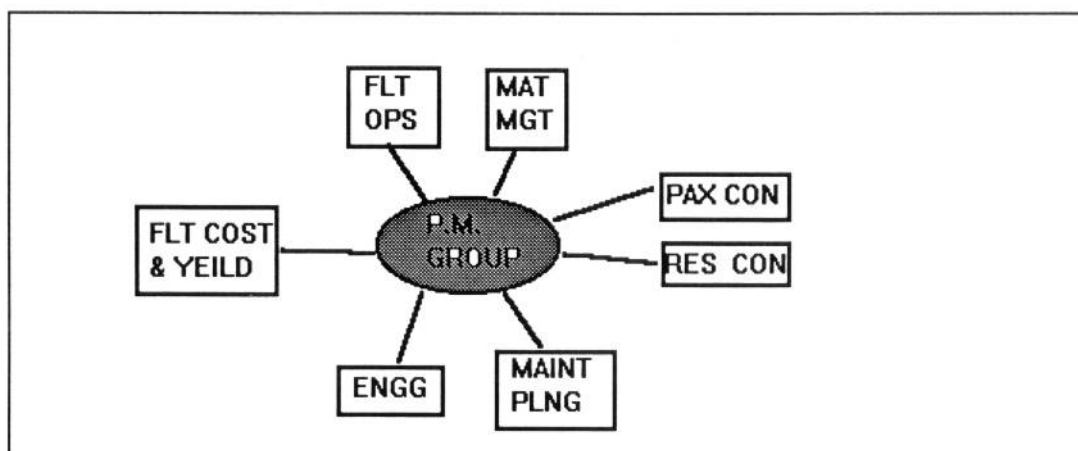 FLT
OPS
MAT
MGT
PAX CON
P.M.
GROUP
FLT COST
& YEILD
RES CON
ENGG
MAINT
PLNG